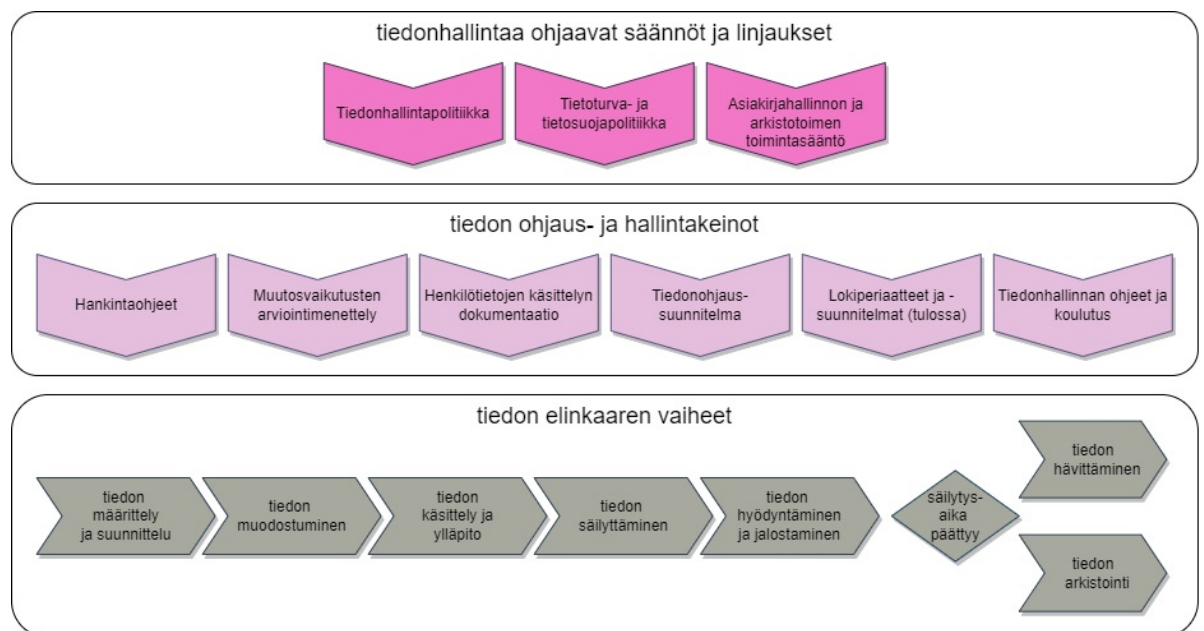 tiedonhallintaa ohjaavat säännöt ja linjaukset
Tiedonhallintapolitiikka
Tietoturva- ja
tietosuojapolitiikka
Asiakirjahallinnon ja
arkistotoimen
toimintasääntö
tiedon ohjaus- ja hallintakeinot
Hankintaohjeet
Muutosvaikutusten
arviointimenettely
Henkilötietojen käsittelyn
dokumentaatio
Tiedonohjaus-
suunnitelma
Lokiperiaatteet ja -
suunnitelmat (tulossa)
Tiedonhallinnan ohjeet ja
koulutus
tiedon elinkaaren vaiheet
tiedon
määrittely
ja suunnittelu
tiedon
muodostuminen
tiedon
käsittely ja
ylläpito
tiedon
säilyttäminen
tiedon
hyödyntäminen
ja jalostaminen
säilytys-
aika
päättyy
tiedon
hävittäminen
tiedon
arkistointi